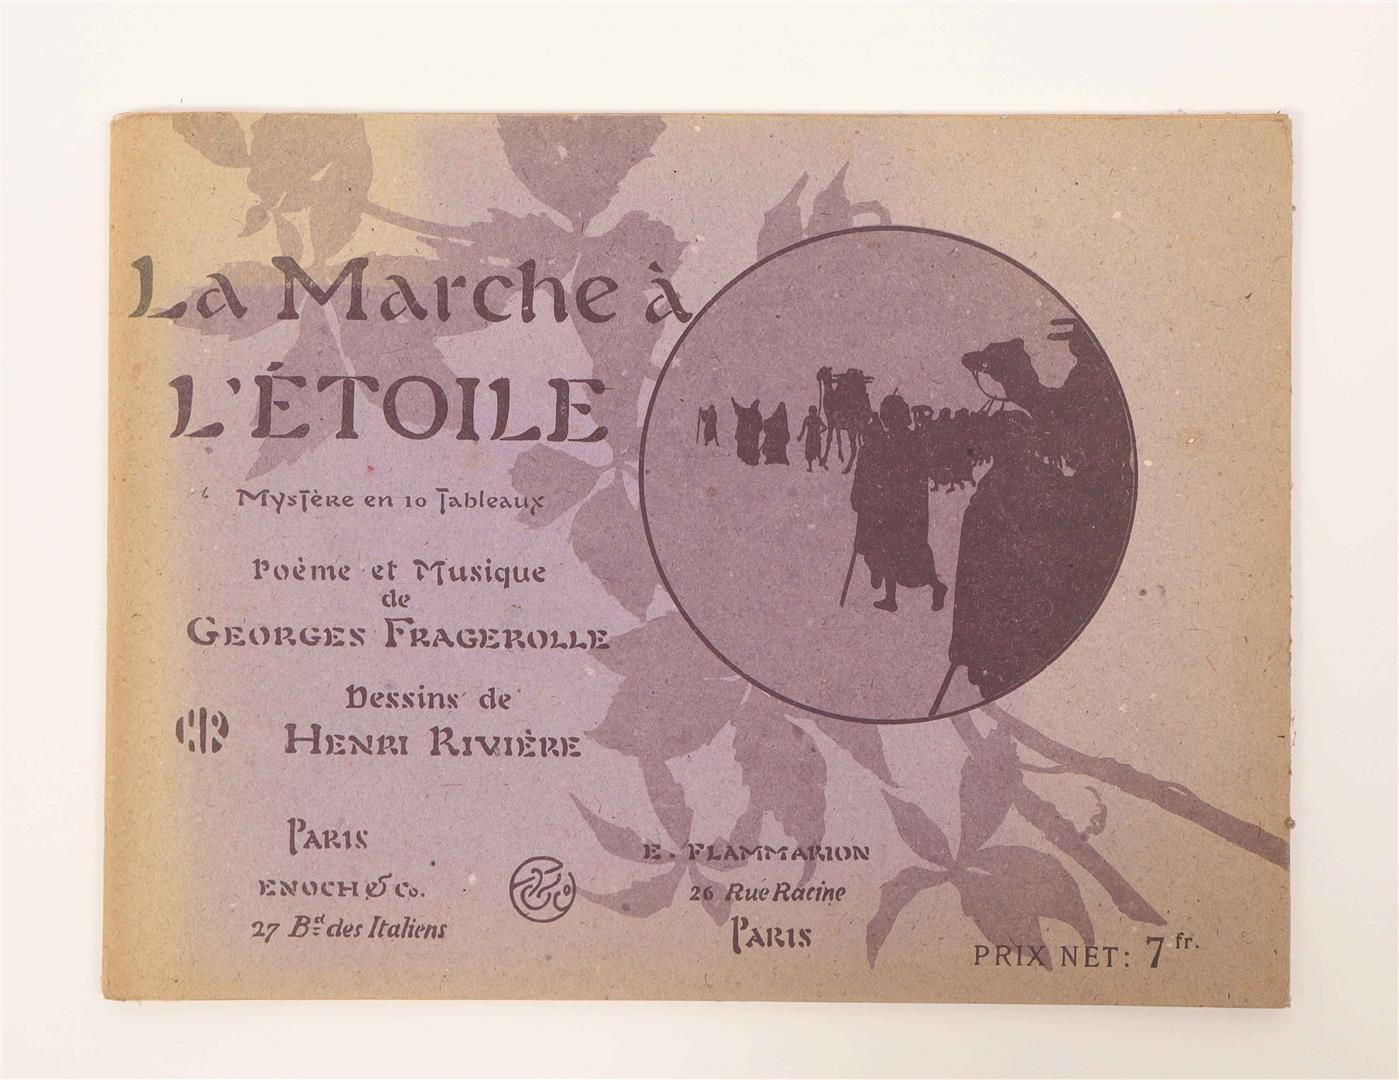 La Marche à
L'ÉTOILE
Mystère en 10 Tableaux
Poème et Musique
de
GEORGES FRAGEROLLE
Dessins de
HENRI RIVIÈRE
HR
PARIS
ENOCH & Co.
27 Bd des Italiens
E. FLAMMARION
26 Rue Racine
PARIS
PRIX NET: 7 fr.